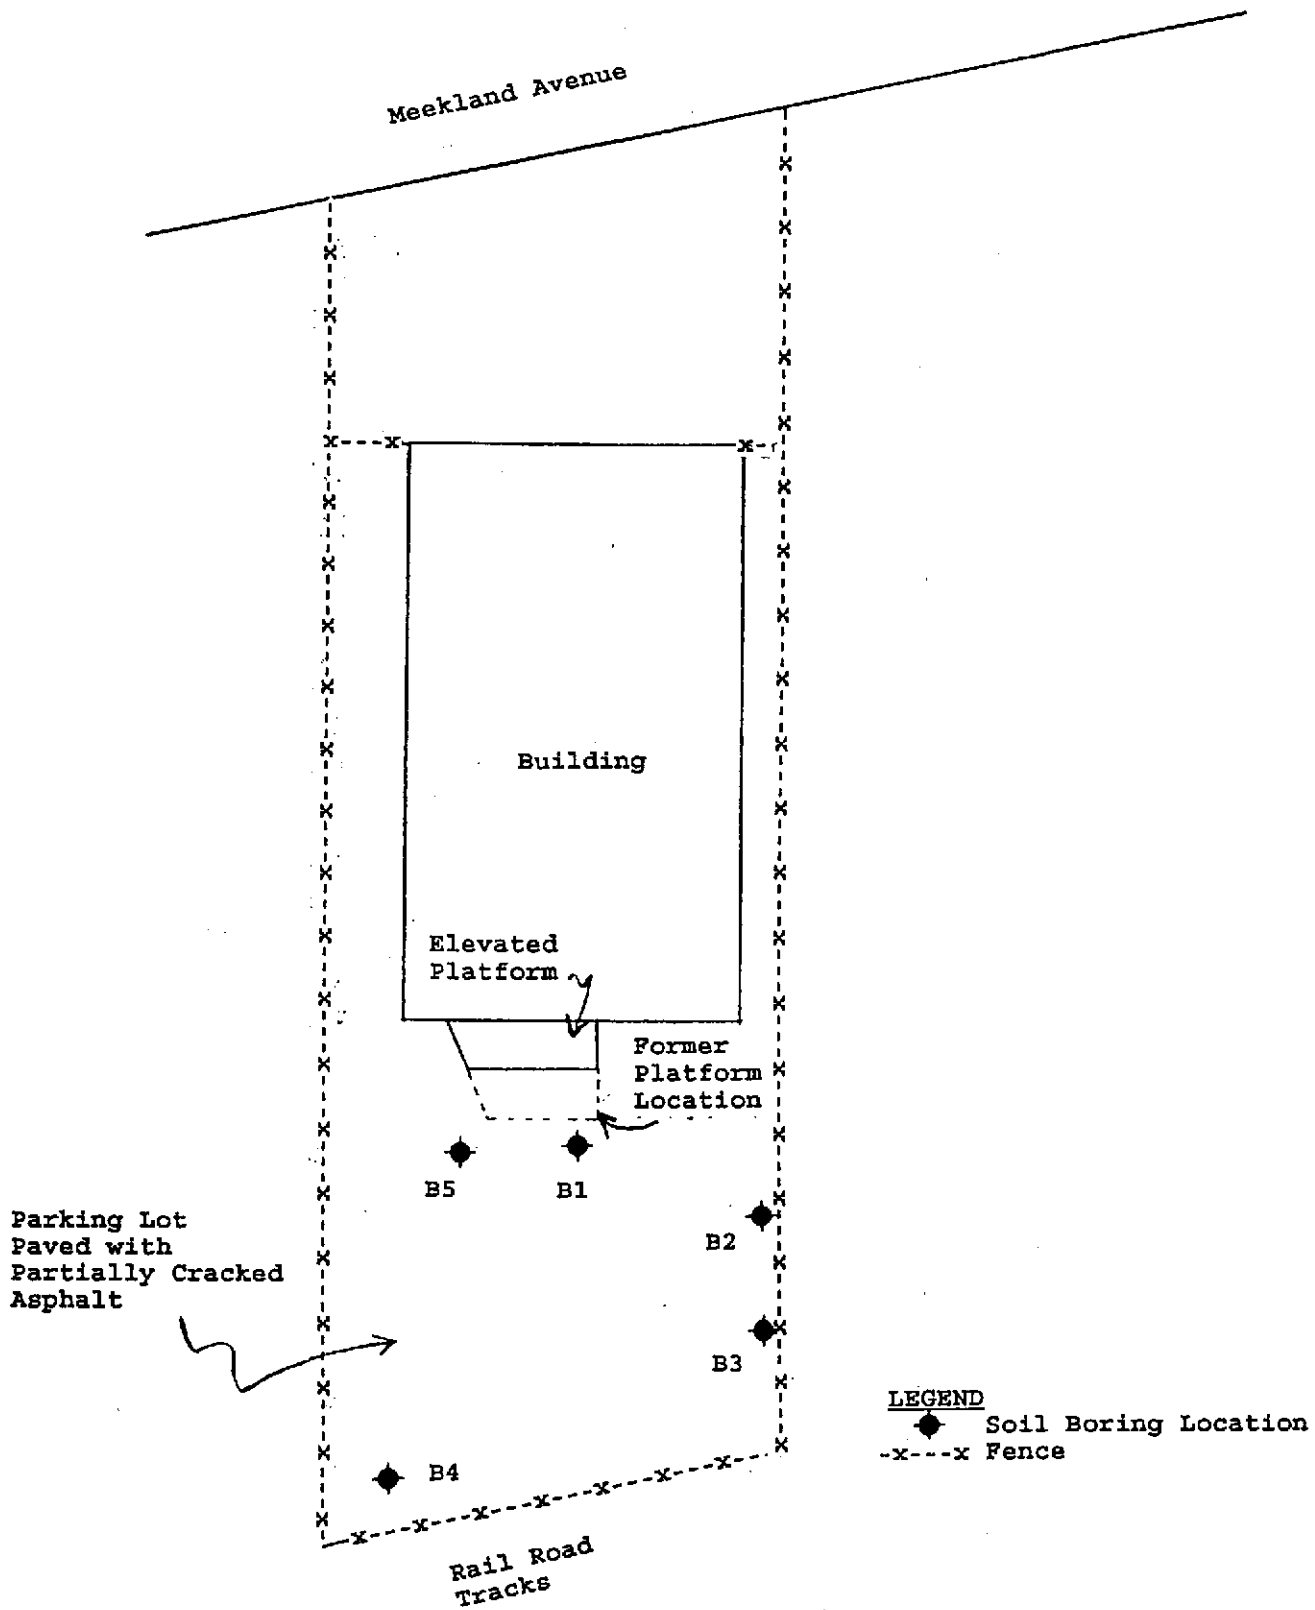 Meekland Avenue
Building
Elevated
Platform
Former
Platform
Location
B5
B1
B2
Parking Lot
Paved with
Partially Cracked
Asphalt
B3
LEGEND
Soil Boring Location
-x---x Fence
B4
Rail Road
Tracks